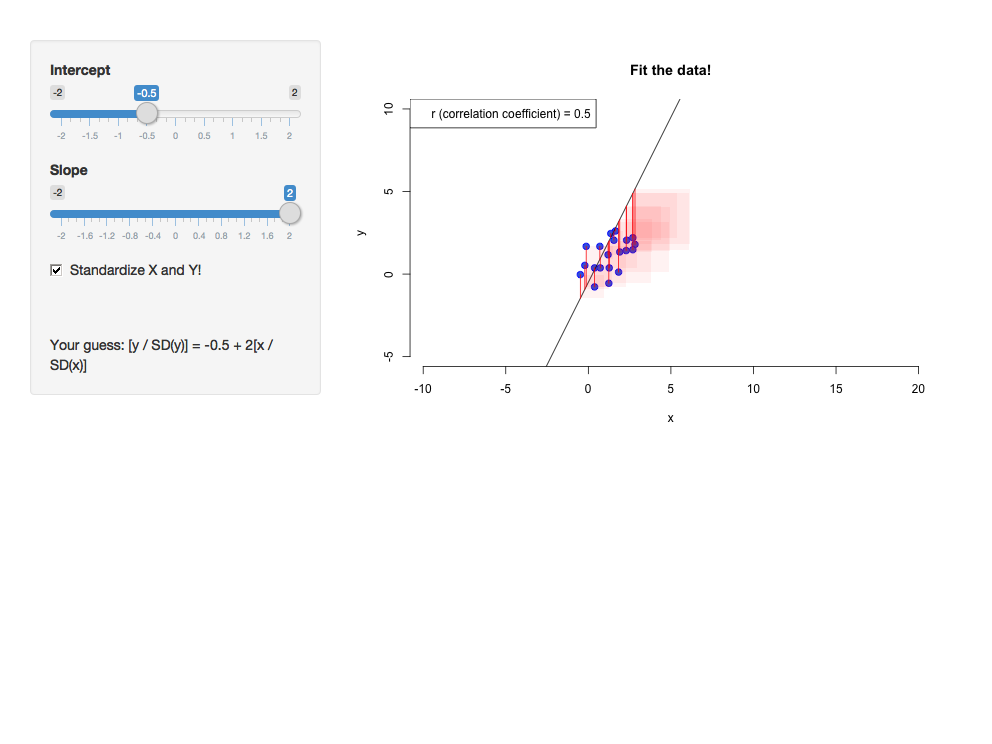 Intercept
-2 -0.5 2
-2 -1.5 -1 -0.5 0 0.5 1 1.5 2
Slope
-2 2
-2 -1.6 -1.2 -0.8 -0.4 0 0.4 0.8 1.2 1.6 2
Standardize X and Y!
Your guess: [y / SD(y)] = -0.5 + 2[x /
SD(x)]
Fit the data!
r (correlation coefficient) = 0.5
10
5
0
-5
y
-10 -5 0 5 10 15 20
x